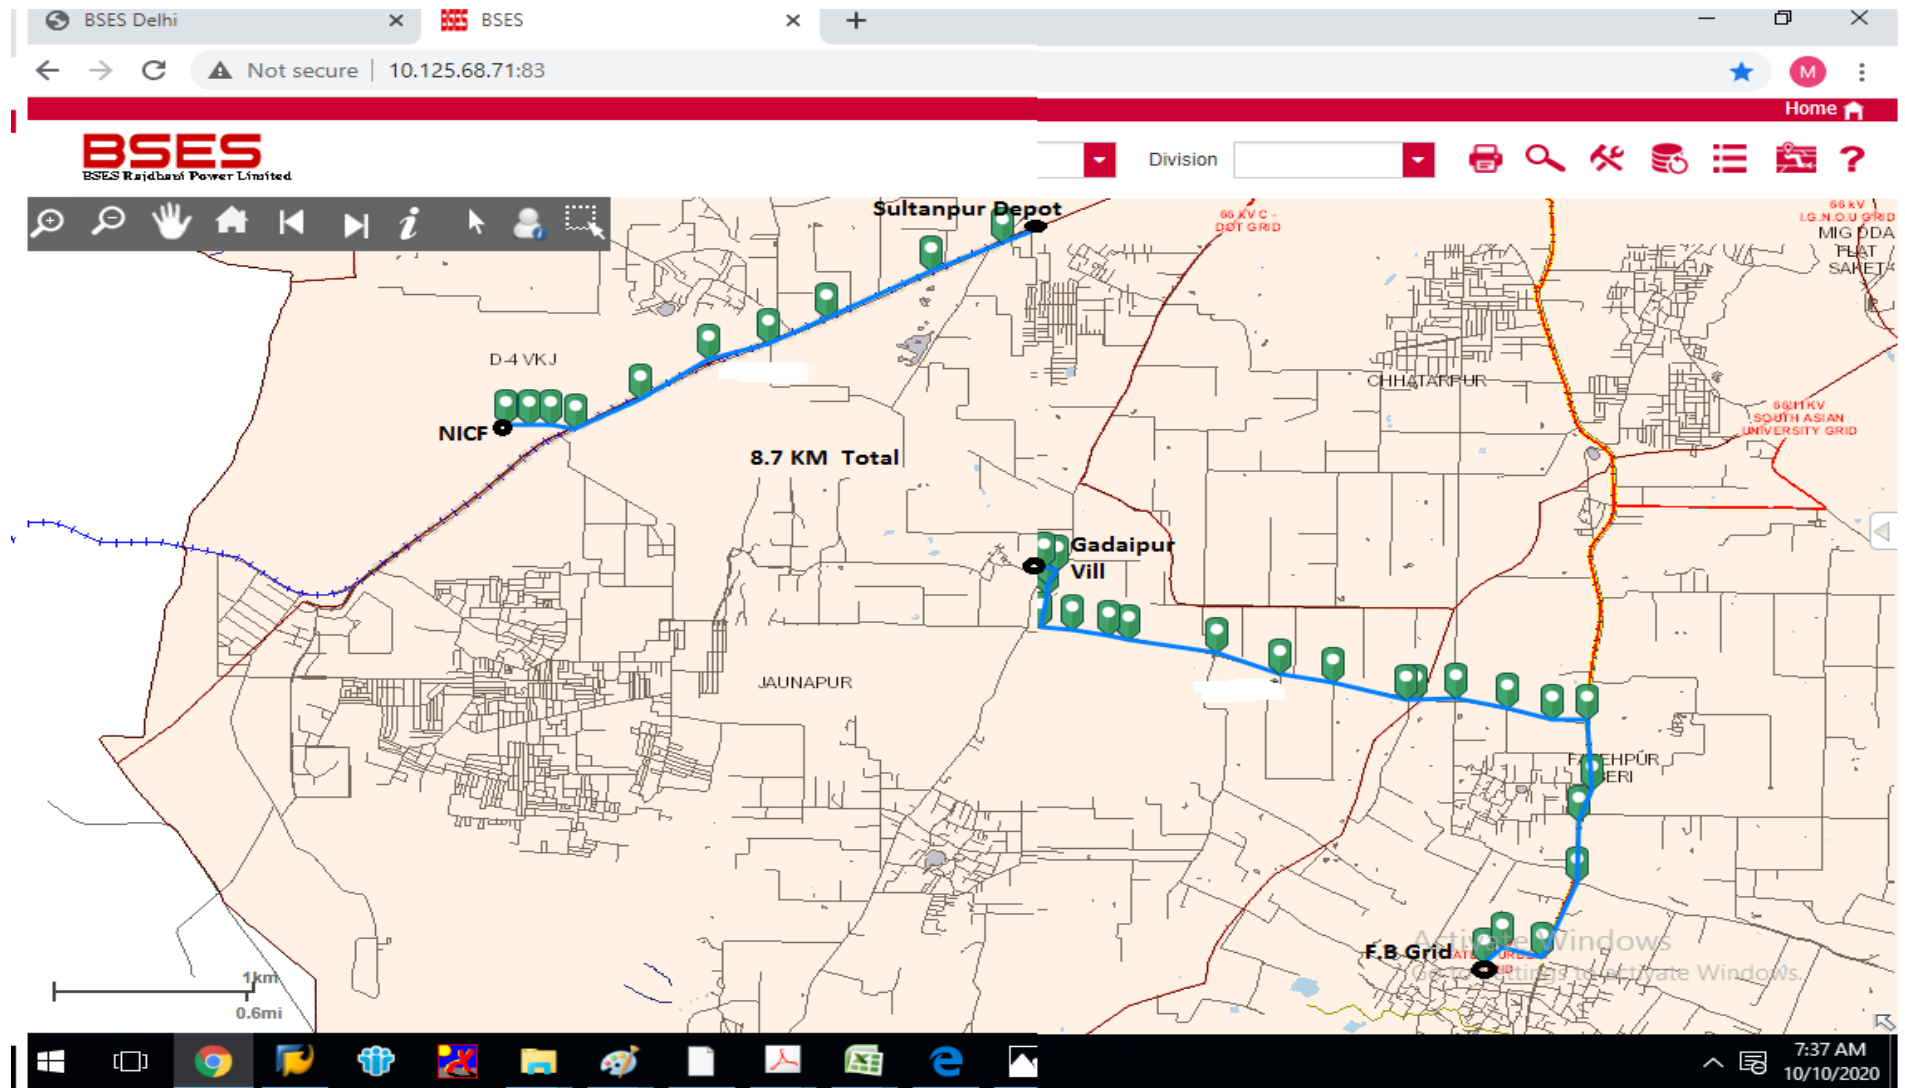 BSES Delhi
BSES
Not secure
10.125.68.71:83
Home
BSES
BSES Rajdhani Power Limited
Division
Sultanpur Depot
66 KV C -
DOT GRID
66 kV
I.G.N.O.U GRID
MIG DDA
FLAT
SAKET
D-4 VKJ
CHHATARPUR
66/11 KV
SOUTH ASIAN
UNIVERSITY GRID
NICF
8.7 KM Total
Gadaipur
Vill
JAUNAPUR
F.B Grid
Activate Windows
Go to Settings to activate Windows.
1km
0.6mi
7:37 AM
10/10/2020